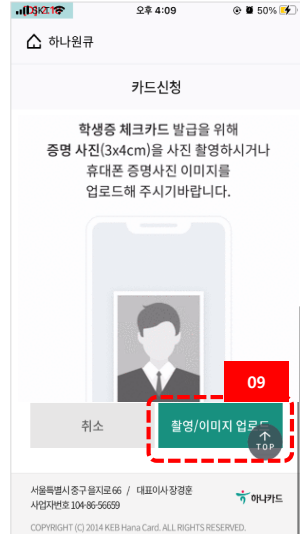 오후 4:09
50%
하나원큐
카드신청
학생증 체크카드 발급을 위해
증명 사진(3x4cm)을 사진 촬영하시거나
휴대폰 증명사진 이미지를
업로드해 주시기바랍니다.
09
취소
촬영/이미지
TOP
서울특별시 중구 을지로 66 / 대표이사 장경훈
사업자번호 104-86-56659
하나카드
COPYRIGHT (C) 2014 KEB Hana Card. ALL RIGHTS RESERVED.